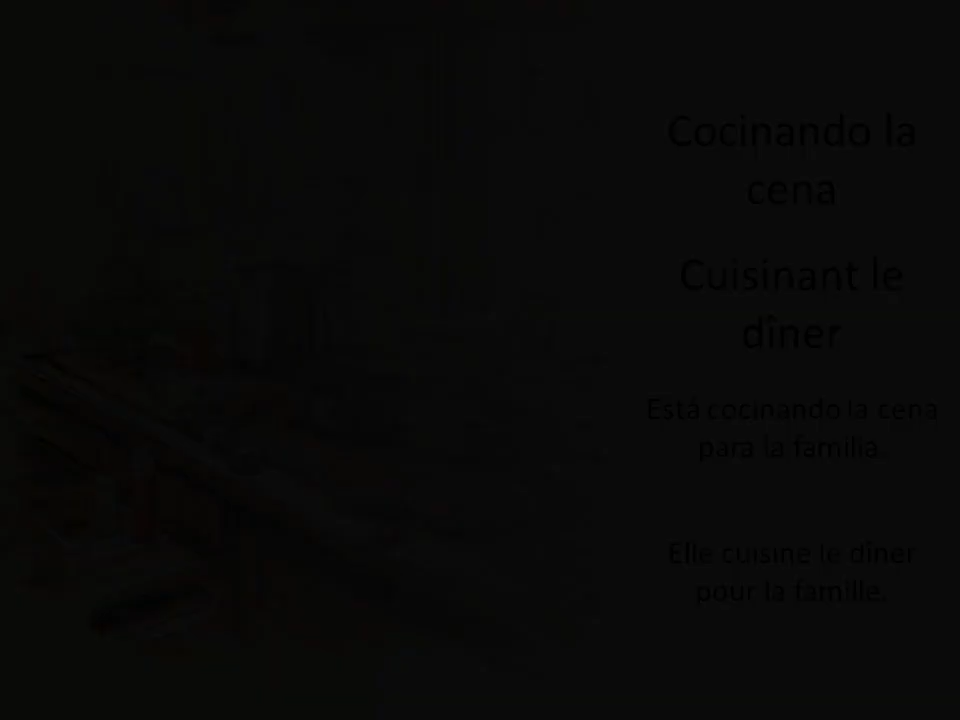 Cocinando la
cena
Cuisinant le
dîner
Está cocinando la cena
para la familia.
Elle cuisine le dîner
pour la famille.